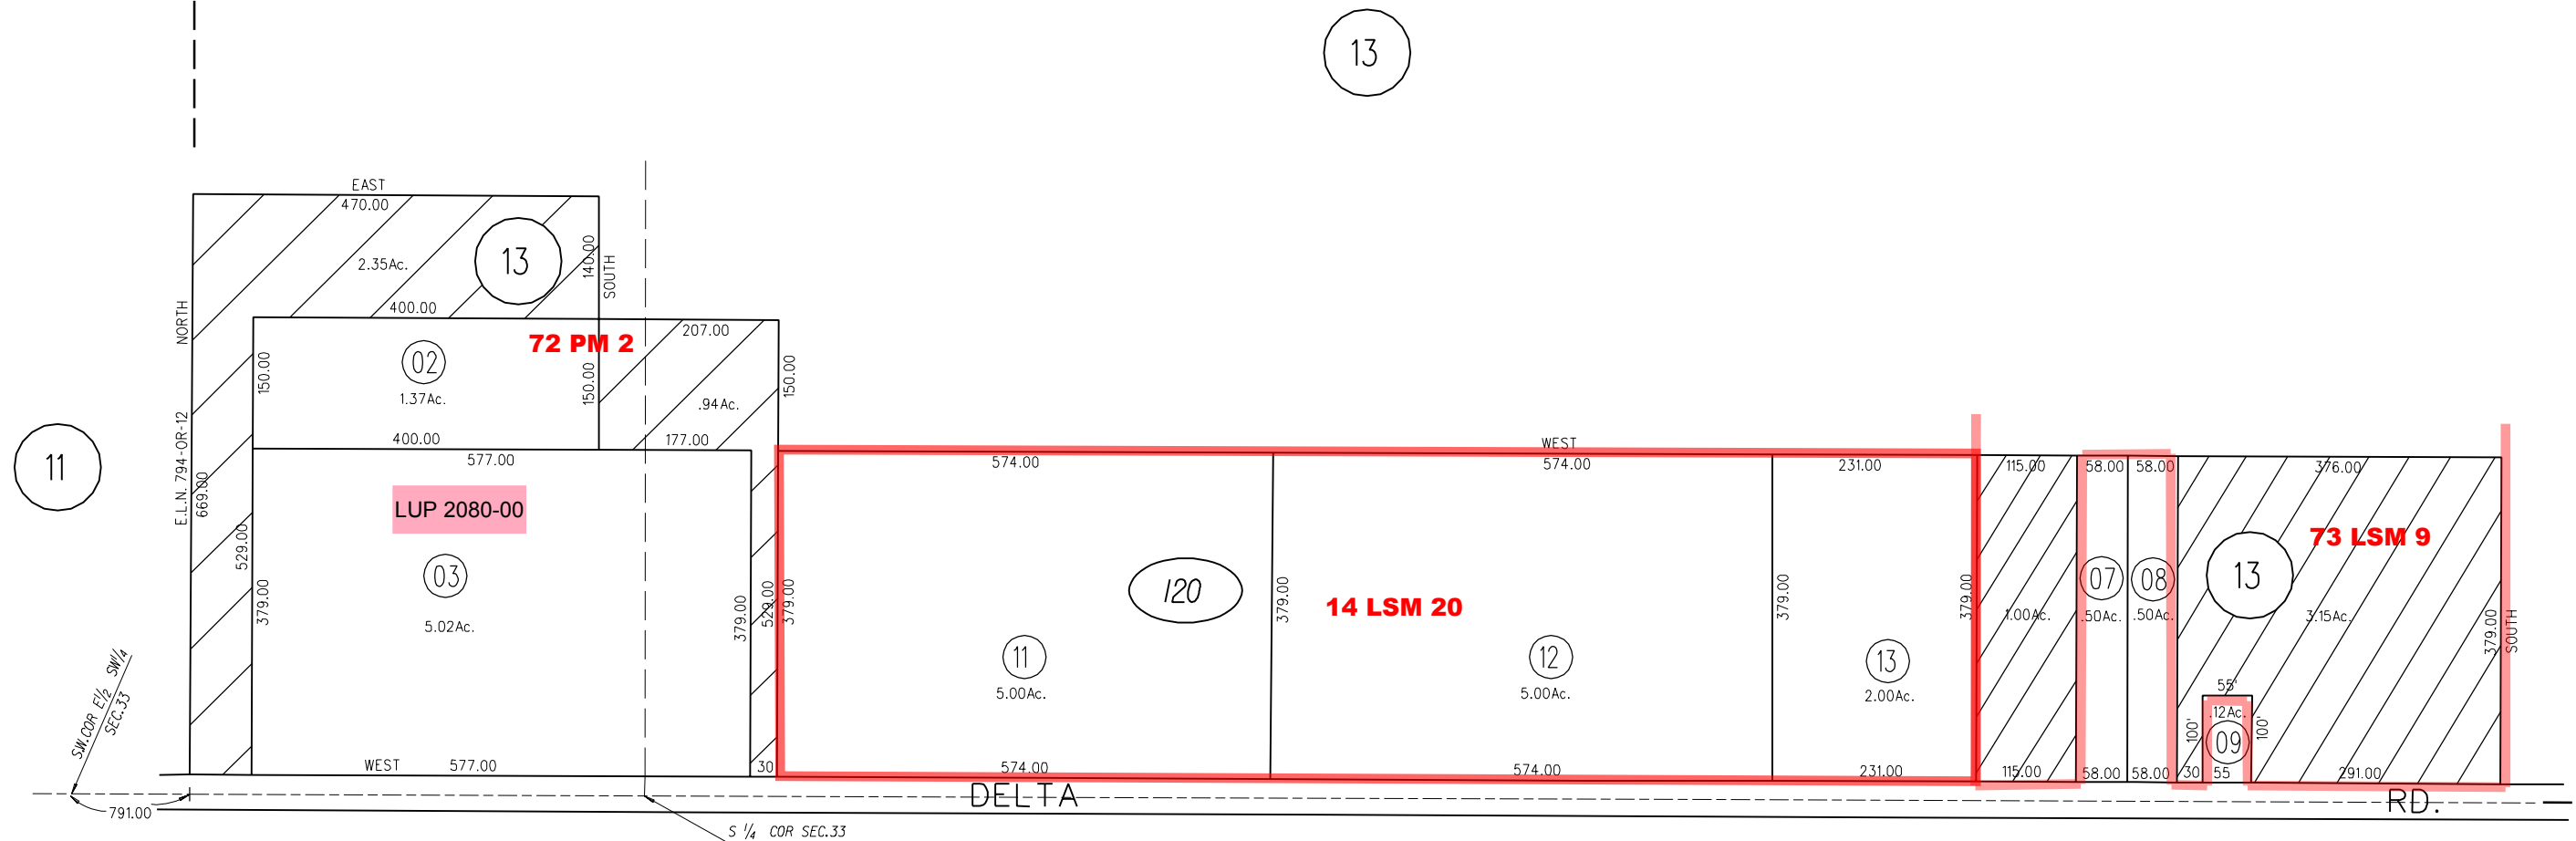 13
EAST
470.00
2.35Ac.
13
140.00
SOUTH
NORTH
400.00
72 PM 2
207.00
02
1.37Ac.
150.00
150.00
150.00
.94Ac.
400.00
177.00
577.00
11
E.L.N. 794-OR-12
669.00
529.00
LUP 2080-00
03
5.02Ac.
379.00
379.00
529.00
379.00
WEST
574.00
574.00
231.00
120
379.00
14 LSM 20
379.00
379.00
11
5.00Ac.
12
5.00Ac.
13
2.00Ac.
115.00
58.00
58.00
376.00
73 LSM 9
07
.50Ac.
08
.50Ac.
13
1.00Ac.
3.15Ac.
379.00
SOUTH
55'
.12Ac.
100'
09
100'
SW.COR E1/2 SW1/4
SEC.33
WEST
577.00
30
574.00
574.00
231.00
115.00
58.00
58.00
30
55
291.00
791.00
DELTA
RD.
S 1/4 COR SEC.33